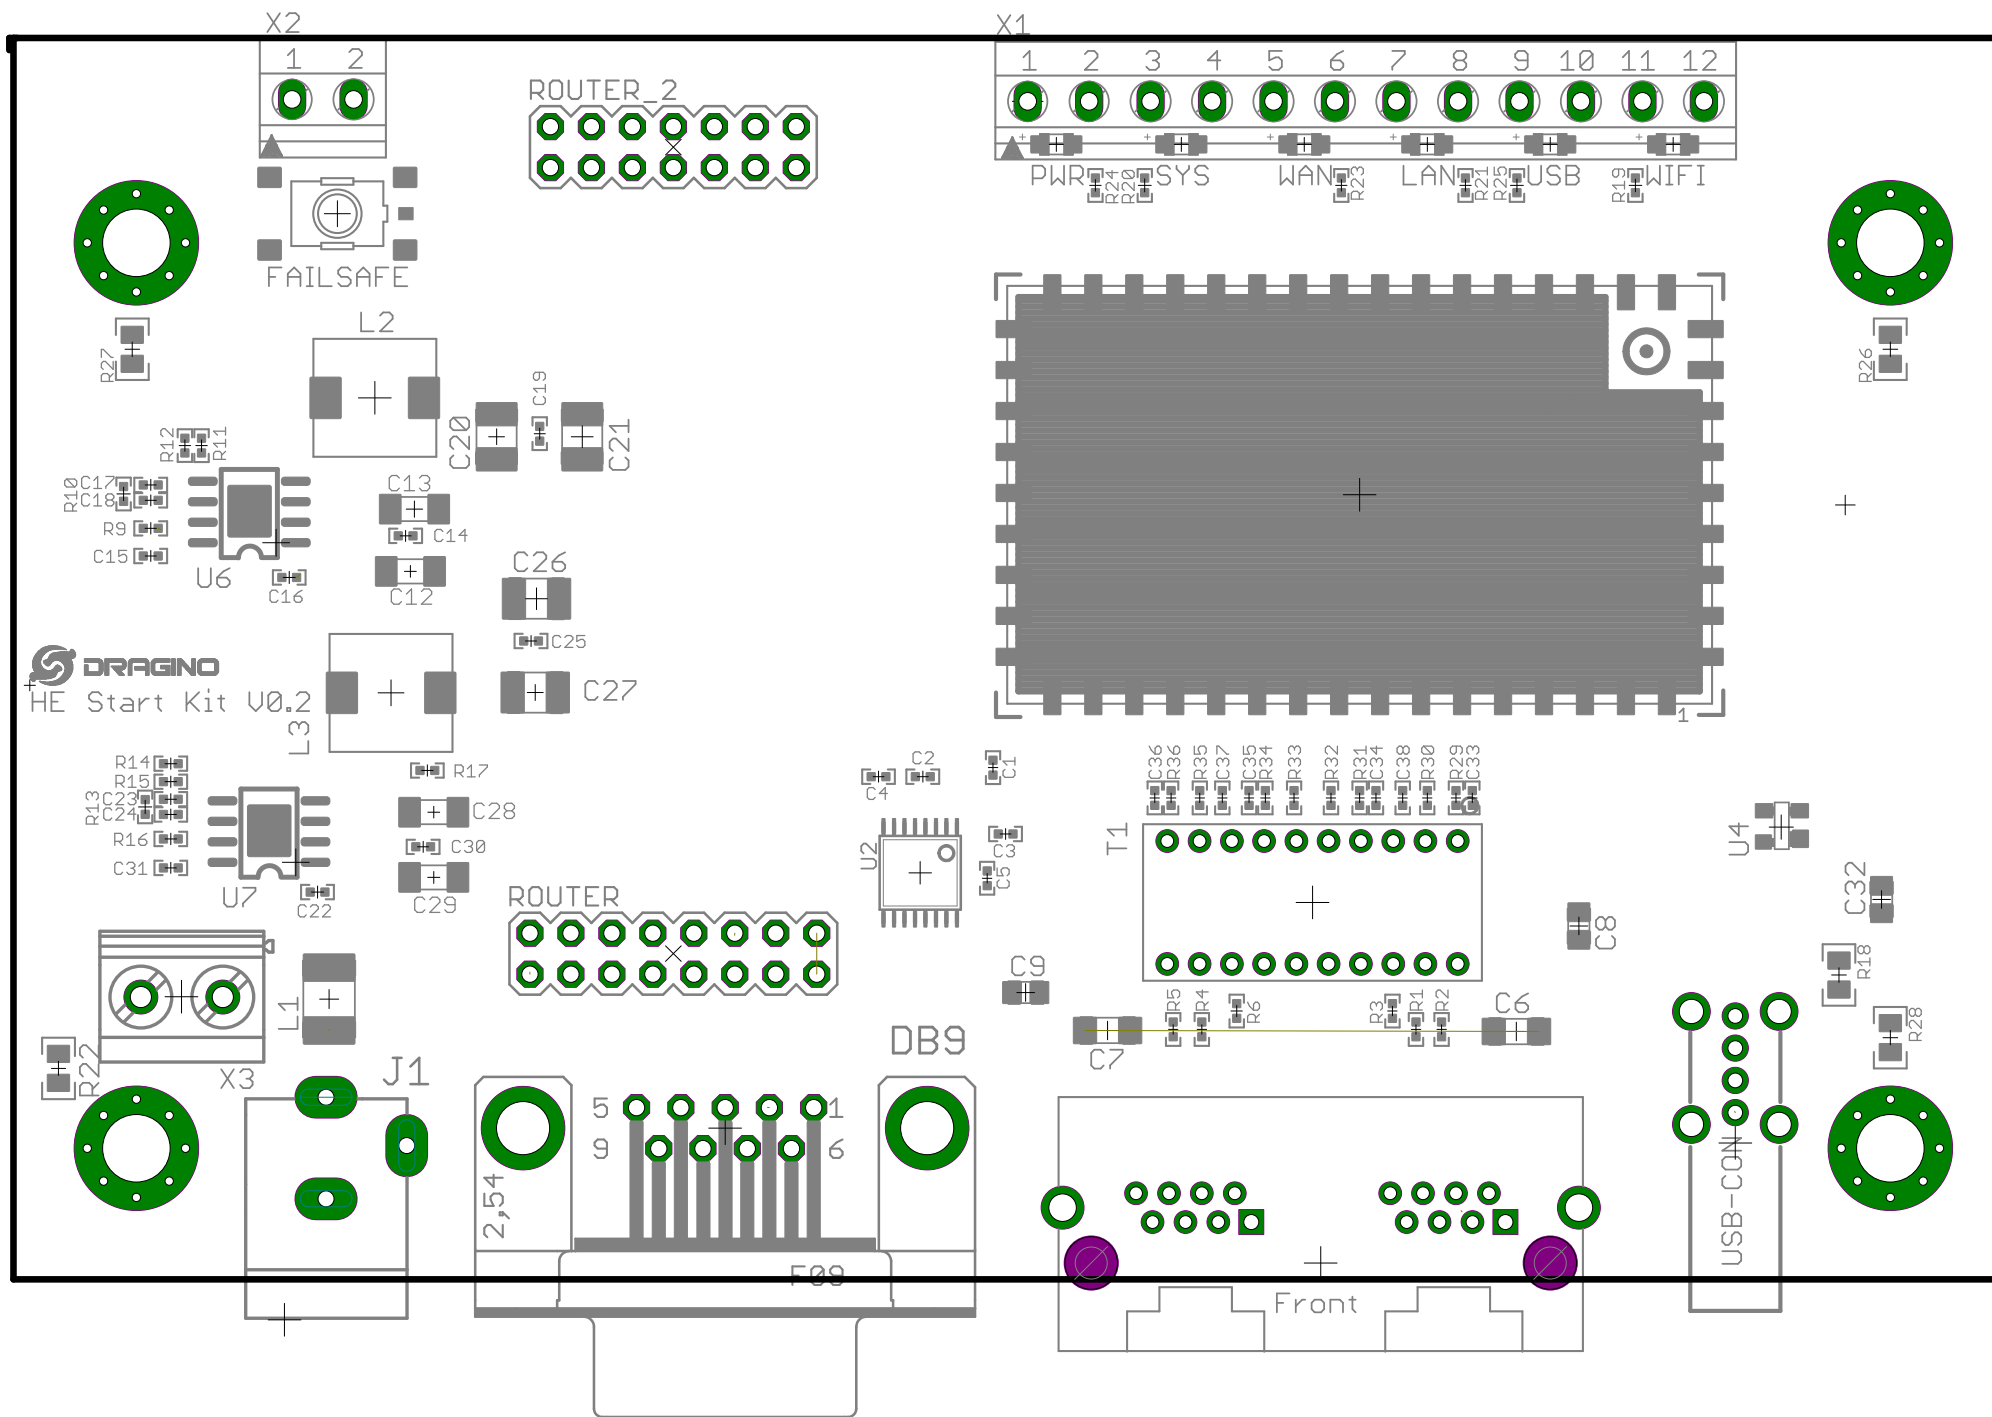 X2
X1
1 2
1 2 3 4 5 6 7 8 9 10 11 12
ROUTER_2
PWR R24 R20 SYS WAN R23 LAN R21 R25 USB R19 WIFI
FAILSAFE
L2
R27
R26
C19
R12 R11
C20 C21
C17
R10
C18
C13
R9
C14
C15
U6
C16
C12
C26
C25
DRAGINO
HE Start Kit V0.2
C27
L3
1
R14
R15
R13
C23
C24
R16
C31
R17
C28
C30
C29
U7
C22
C2
C4
C1
C36 R36 R35 C37 C35 R34 R33 R32 R31 C34 C38 R30 R29 C33
U2
C3
C5
T1
U4
C32
ROUTER
C8
C9
R18
L1
R5 R4 R6 R3 R1 R2
C7
C6
R28
DB9
R22
X3
J1
5 1
9 6
2,54
USB-CON
F09
Front